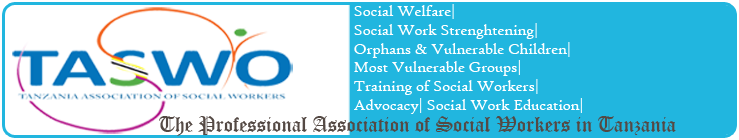 TASWO
TANZANIA ASSOCIATION OF SOCIAL WORKERS
Social Welfare|
Social Work Strenghtening|
Orphans & Vulnerable Children|
Most Vulnerable Groups|
Training of Social Workers|
Advocacy| Social Work Education|
The Professional Association of Social Workers in Tanzania